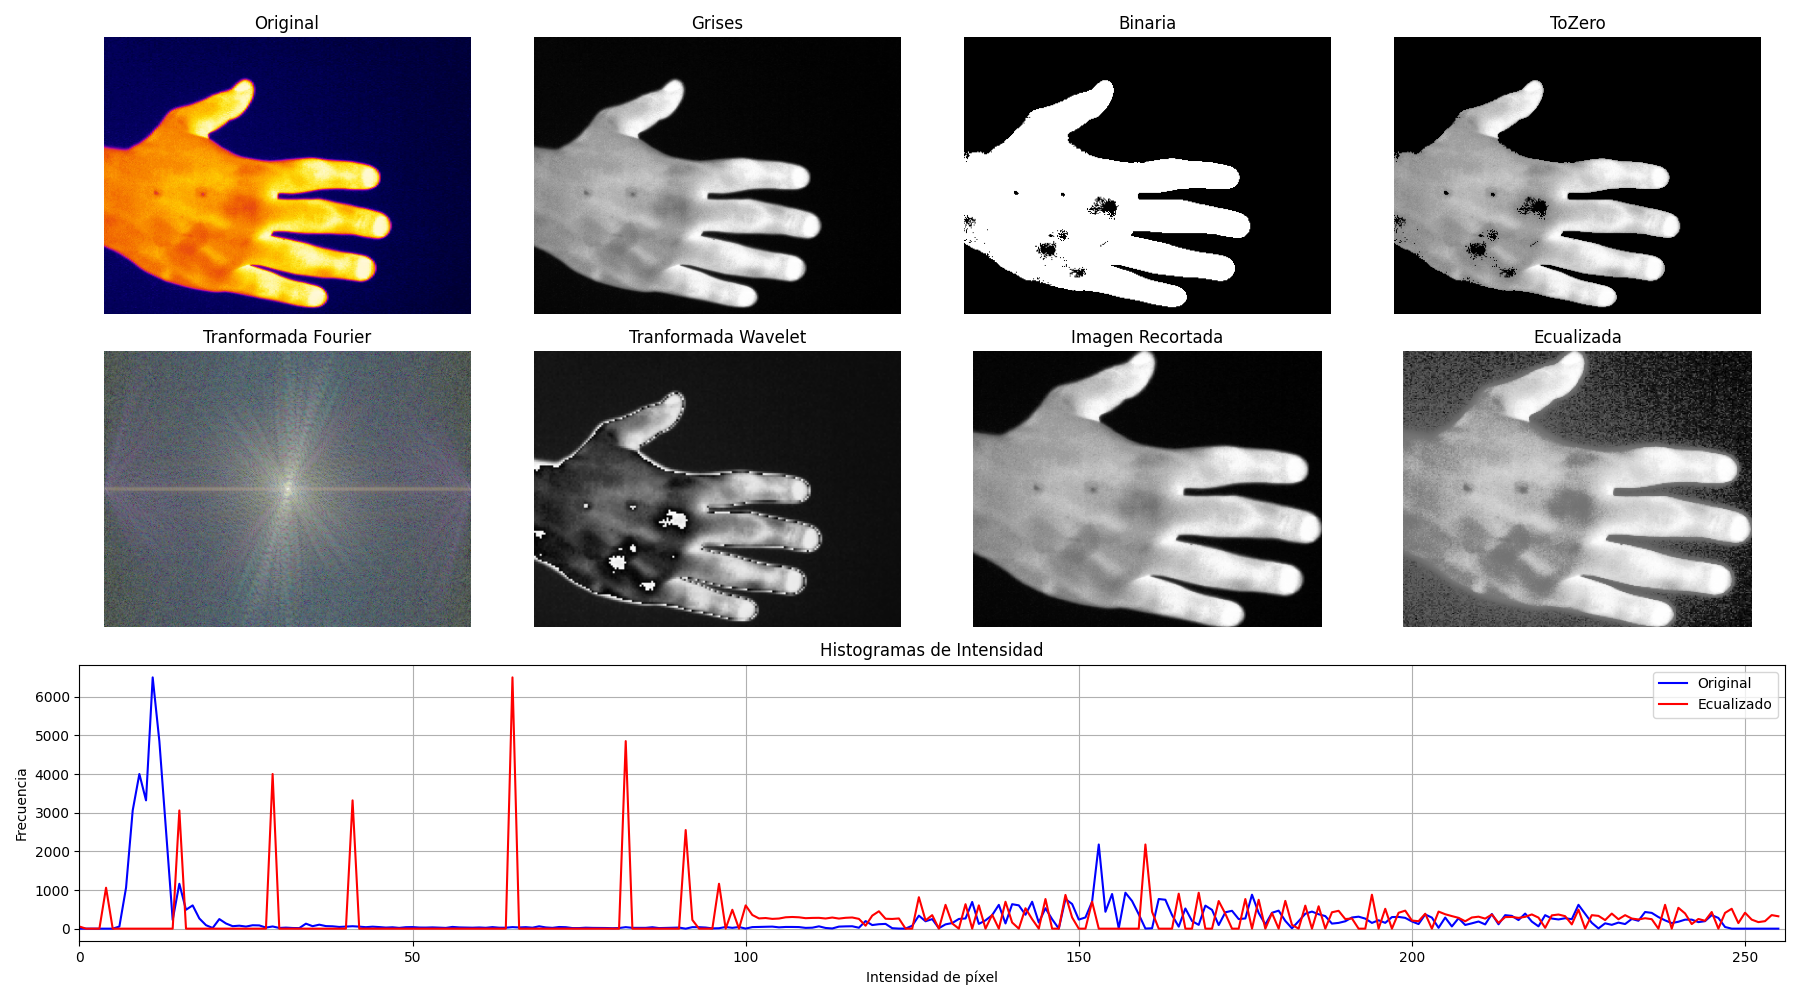 Original
Grises
Binaria
ToZero
Tranformada Fourier
Tranformada Wavelet
Imagen Recortada
Ecualizada
Histogramas de Intensidad
Frecuencia
6000
5000
4000
3000
2000
1000
0
Original
Ecualizado
0
50
100
150
200
250
Intensidad de píxel